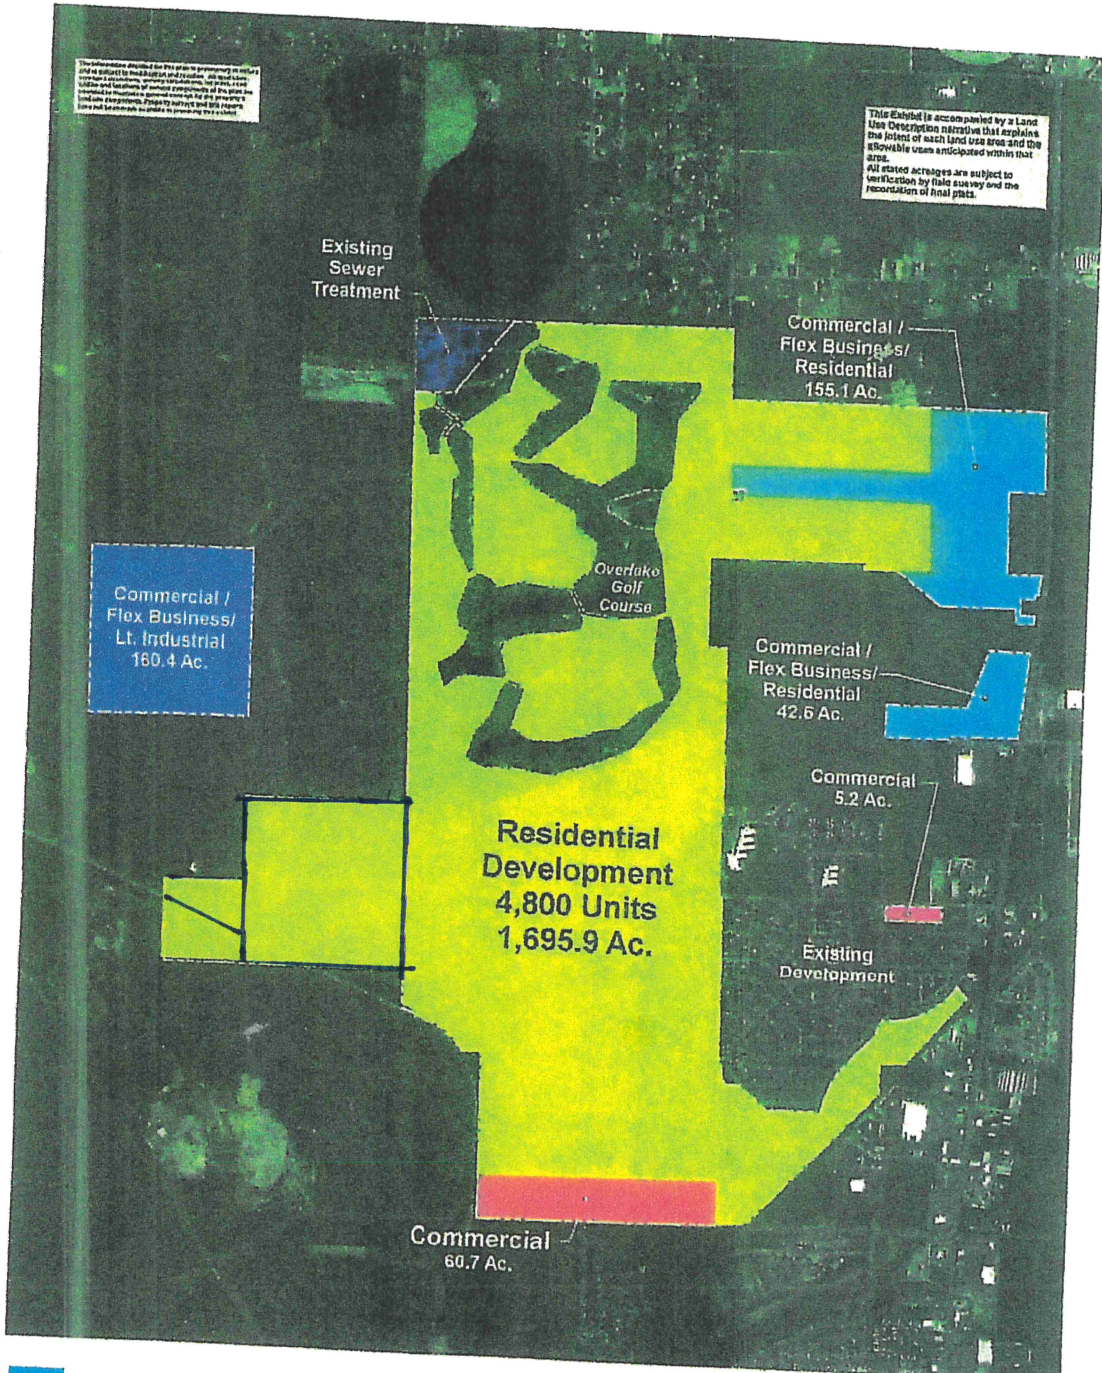 This Exhibit is accompanied by a Land
Use Description narrative that explains
the intent of each land use area and the
allowable uses anticipated within that
area.
All stated acreages are subject to
verification by field survey and the
recordation of final plats.
Existing
Sewer
Treatment
Commercial /
Flex Business/
Residential
155.1 Ac.
Overlake
Golf
Course
Commercial /
Flex Business/
Lt. Industrial
160.4 Ac.
Commercial /
Flex Business/
Residential
42.6 Ac.
Commercial
5.2 Ac.
Residential
Development
4,800 Units
1,695.9 Ac.
Existing
Development
Commercial
60.7 Ac.